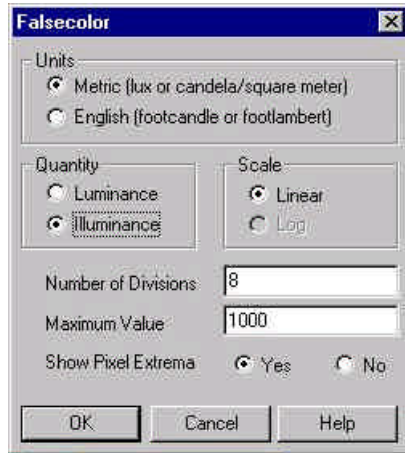 Falsecolor
Units
Metric (lux or candela/square meter)
English (footcandle or footlambert)
Quantity
Luminance
Illuminance
Scale
Linear
Log
Number of Divisions 8
Maximum Value 1000
Show Pixel Extrema Yes No
OK Cancel Help